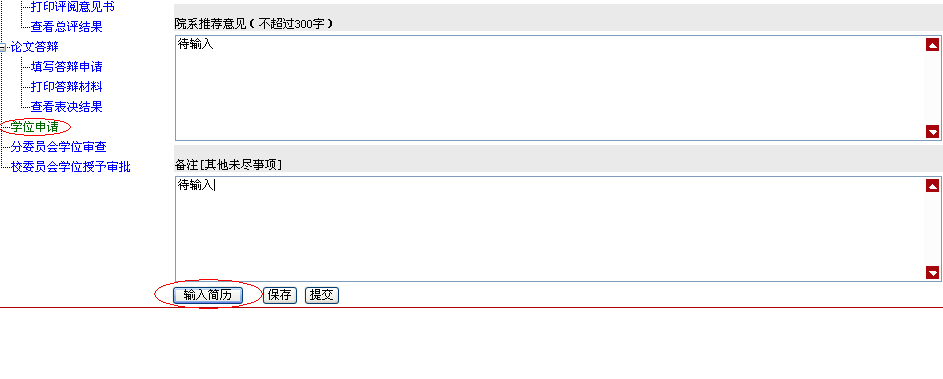 打印评阅意见书
查看总评结果
论文答辩
填写答辩申请
打印答辩材料
查看表决结果
学位申请
分委员会学位审查
校委员会学位授予审批
院系推荐意见（不超过300字）
待输入
备注[其他未尽事项]
待输入
输入简历
保存
提交